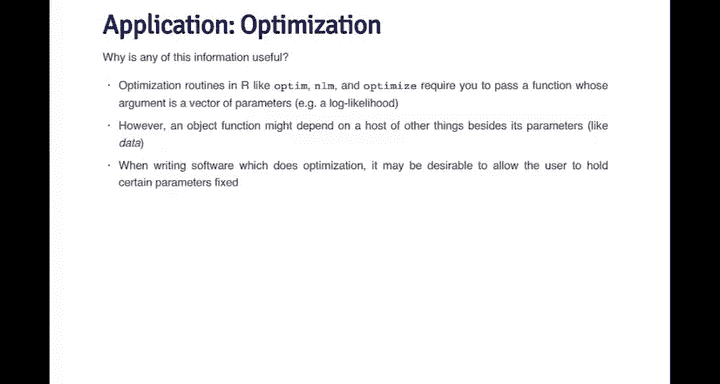 Application: Optimization
Why is any of this information useful?
· Optimization routines in R like optim, nlm, and optimize require you to pass a function whose
argument is a vector of parameters (e.g. a log-likelihood)
· However, an object function might depend on a host of other things besides its parameters (like
data)
· When writing software which does optimization, it may be desirable to allow the user to hold
certain parameters fixed